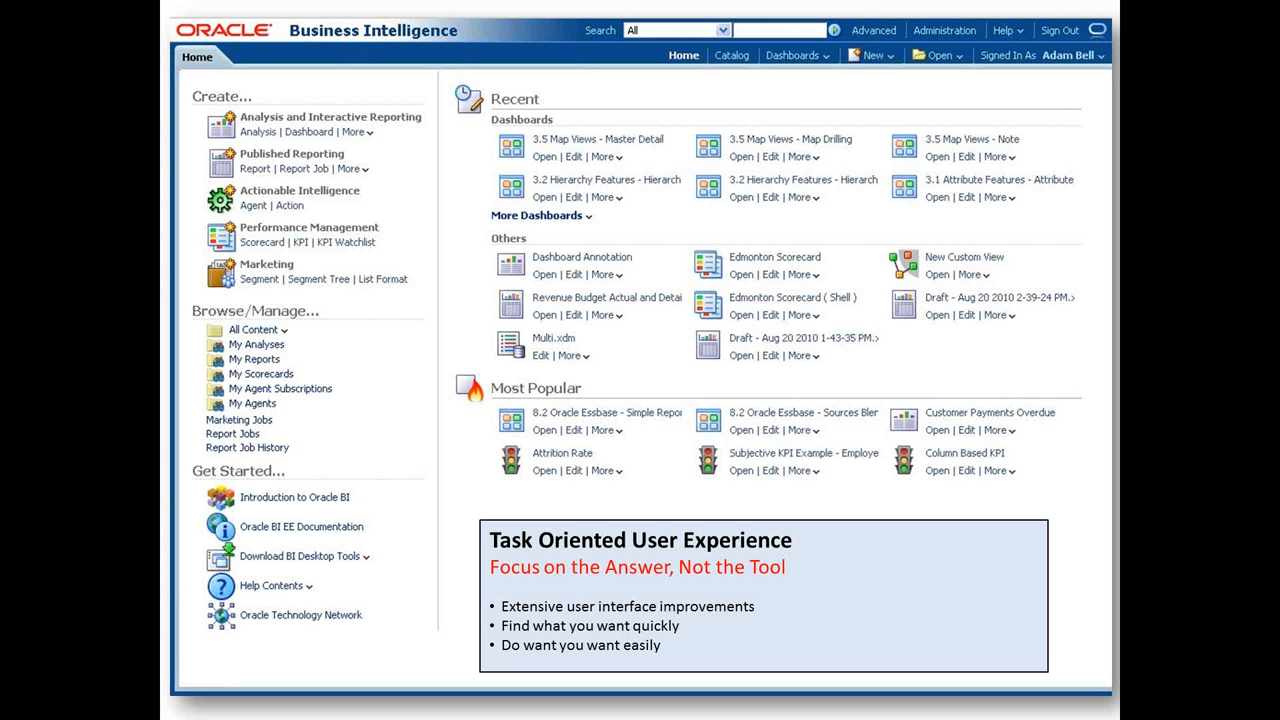 ORACLE Business Intelligence
Search All Advanced Administration Help Sign Out
Home
Home Catalog Dashboards New Open Signed In As Adam Bell
Create...
Analysis and Interactive Reporting
Analysis | Dashboard | More
Published Reporting
Report | Report Job | More
Actionable Intelligence
Agent | Action
Performance Management
Scorecard | KPI | KPI Watchlist
Marketing
Segment | Segment Tree | List Format
Browse/Manage...
All Content
My Analyses
My Reports
My Scorecards
My Agent Subscriptions
My Agents
Marketing Jobs
Report Jobs
Report Job History
Get Started...
Introduction to Oracle BI
Oracle BI EE Documentation
Download BI Desktop Tools
Help Contents
Oracle Technology Network
Recent
Dashboards
3.5 Map Views - Master Detail 3.5 Map Views - Map Drilling 3.5 Map Views - Note
Open | Edit | More Open | Edit | More Open | Edit | More
3.2 Hierarchy Features - Hierarch 3.2 Hierarchy Features - Hierarch 3.1 Attribute Features - Attribute
Open | Edit | More Open | Edit | More Open | Edit | More
More Dashboards
Others
Dashboard Annotation Edmonton Scorecard New Custom View
Open | Edit | More Open | Edit | More Open | More
Revenue Budget Actual and Detai Edmonton Scorecard ( Shell ) Draft - Aug 20 2010 2-39-24 PM.>
Open | Edit | More Open | Edit | More Open | Edit | More
Multi.xdm Draft - Aug 20 2010 1-43-35 PM.>
Edit | More Open | Edit | More
Most Popular
8.2 Oracle Essbase - Simple Repor 8.2 Oracle Essbase - Sources Blen Customer Payments Overdue
Open | Edit | More Open | Edit | More Open | Edit | More
Attrition Rate Subjective KPI Example - Employe Column Based KPI
Open | Edit | More Open | Edit | More Open | Edit | More
Task Oriented User Experience
Focus on the Answer, Not the Tool
• Extensive user interface improvements
• Find what you want quickly
• Do want you want easily